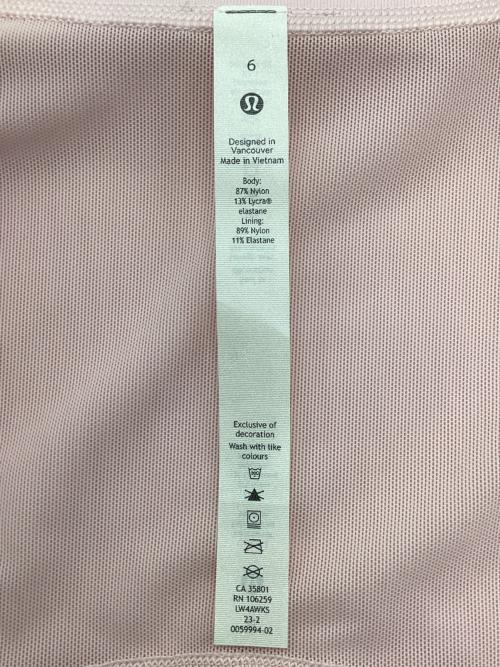 6
Designed in
Vancouver
Made in Vietnam
Body:
87% Nylon
13% Lycra®
elastane
Lining:
89% Nylon
11% Elastane
Exclusive of
decoration
Wash with like
colours
CA 35801
RN 106259
LW4AWKS
23-2
0059994-02